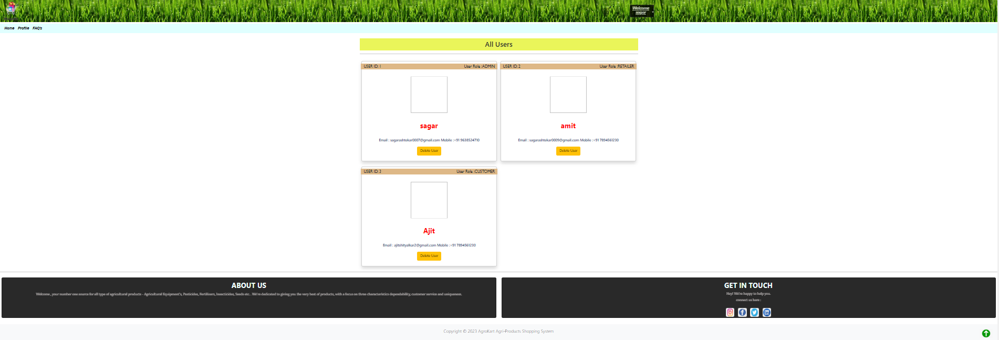 Welcome
sagar
Home Profile FAQ's
All Users
USER ID: 1 User Role :ADMIN
sagar
Email : sagarashtekar0007@gmail.com Mobile :+91 9638524710
Delete User
USER ID: 2 User Role :RETAILER
amit
Email : sagarashtekar0009@gmail.com Mobile :+91 7894561230
Delete User
USER ID: 3 User Role :CUSTOMER
Ajit
Email : ajitshityalkar2@gmail.com Mobile :+91 7894561230
Delete User
ABOUT US
Welcome , your number one source for all type of agricultural products - Agricultural Equipment's, Pesticides, Fertilisers, Insecticides, Seeds etc. . We're dedicated to giving you the very best of products, with a focus on three characteristics dependability, customer service and uniqueness.
GET IN TOUCH
Hey! We're happy to help you.
connect us here :
Copyright © 2023 AgroKart Agri-Products Shopping System